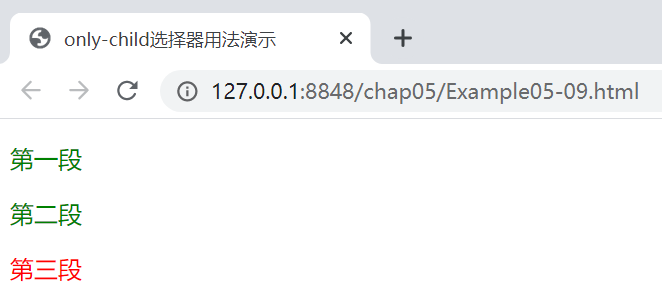 only-child选择器用法演示
127.0.0.1:8848/chap05/Example05-09.html
第一段
第二段
第三段